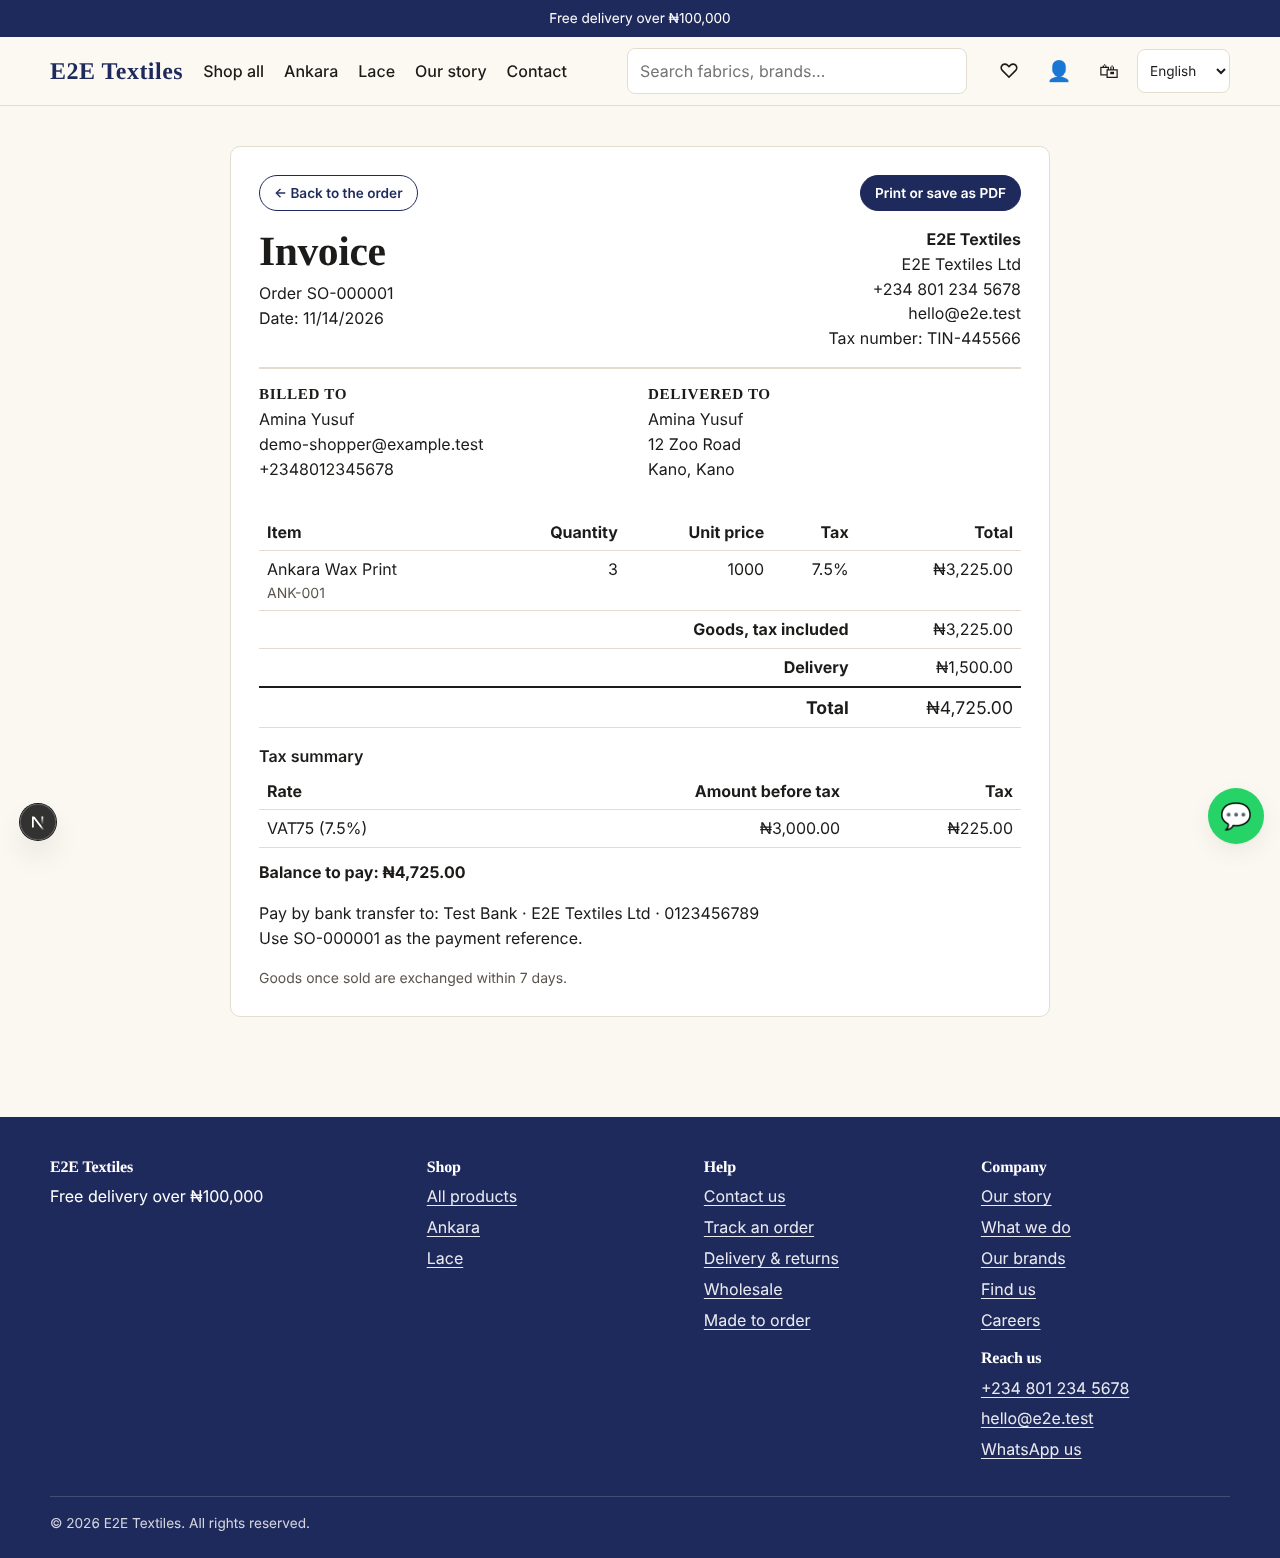 Free delivery over ₦100,000
E2E Textiles Shop all Ankara Lace Our story Contact Search fabrics, brands... English
← Back to the order Print or save as PDF
Invoice
Order SO-000001
Date: 11/14/2026
E2E Textiles
E2E Textiles Ltd
+234 801 234 5678
hello@e2e.test
Tax number: TIN-445566
BILLED TO
Amina Yusuf
demo-shopper@example.test
+2348012345678
DELIVERED TO
Amina Yusuf
12 Zoo Road
Kano, Kano
Item Quantity Unit price Tax Total
Ankara Wax Print 3 1000 7.5% ₦3,225.00
ANK-001
Goods, tax included ₦3,225.00
Delivery ₦1,500.00
Total ₦4,725.00
Tax summary
Rate Amount before tax Tax
VAT75 (7.5%) ₦3,000.00 ₦225.00
Balance to pay: ₦4,725.00
Pay by bank transfer to: Test Bank · E2E Textiles Ltd · 0123456789
Use SO-000001 as the payment reference.
Goods once sold are exchanged within 7 days.
N
E2E Textiles
Free delivery over ₦100,000
Shop
All products
Ankara
Lace
Help
Contact us
Track an order
Delivery & returns
Wholesale
Made to order
Company
Our story
What we do
Our brands
Find us
Careers
Reach us
+234 801 234 5678
hello@e2e.test
WhatsApp us
© 2026 E2E Textiles. All rights reserved.